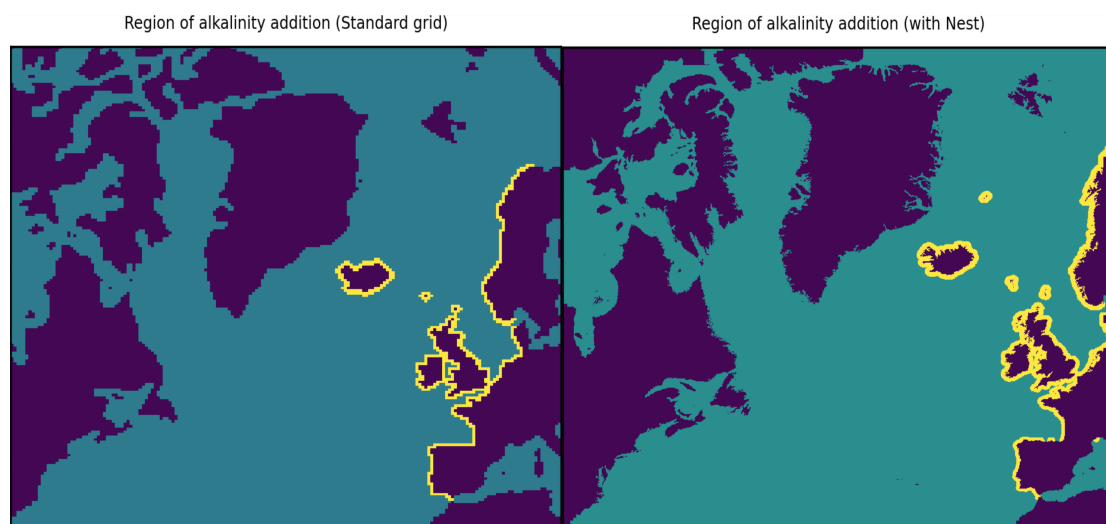 Region of alkalinity addition (Standard grid)
Region of alkalinity addition (with Nest)